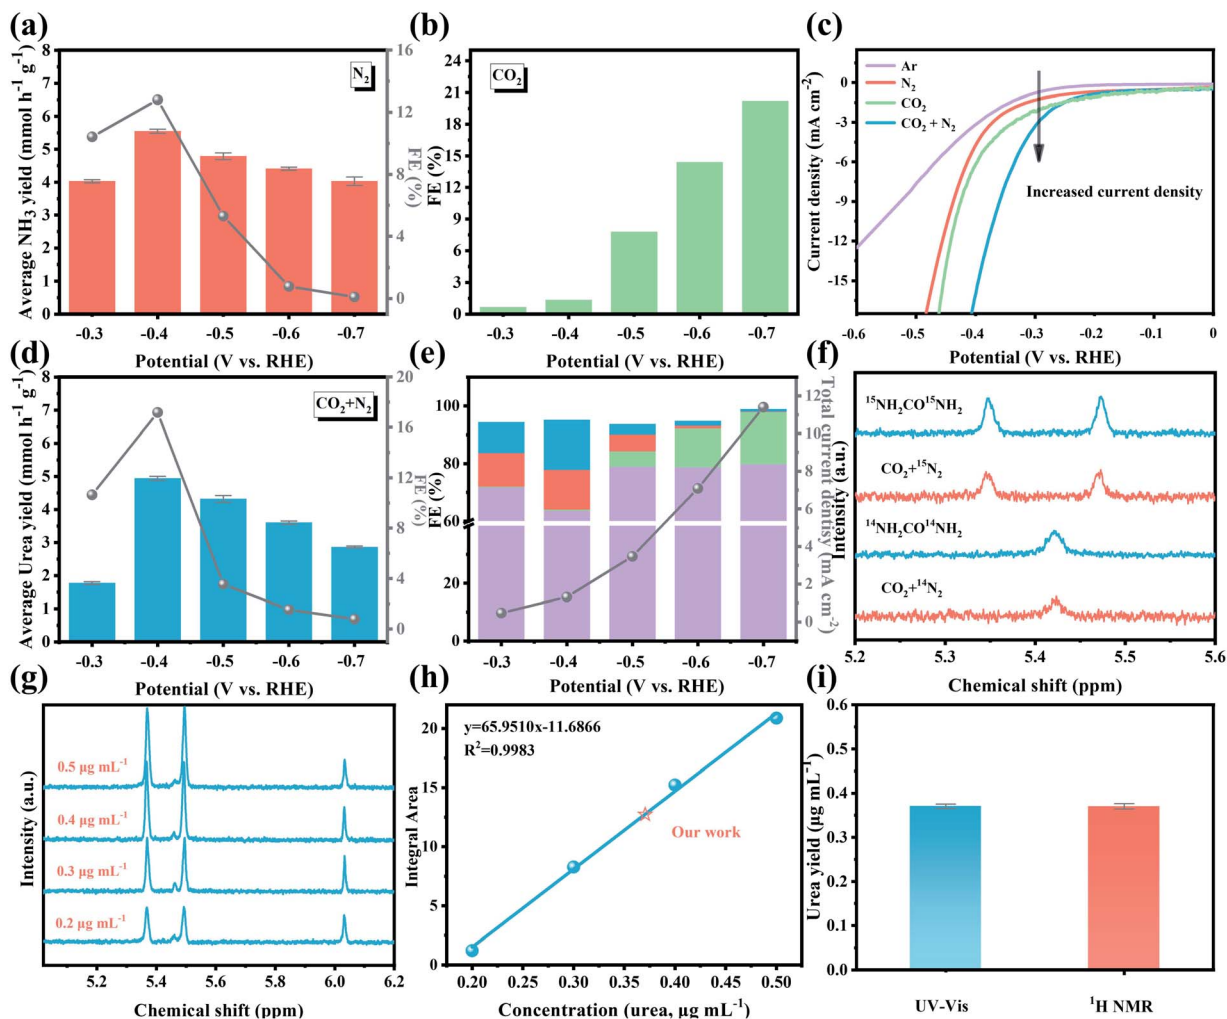 (a)
Average NH3 yield (mmol h-1 g-1)
8
7
6
5
4
3
2
1
0
N2
16
12
8
4
0
FE (%)
-0.3 -0.4 -0.5 -0.6 -0.7
Potential (V vs. RHE)
(b)
FE (%)
24
21
18
15
12
9
6
3
0
CO2
-0.3 -0.4 -0.5 -0.6 -0.7
Potential (V vs. RHE)
(c)
Current density (mA cm-2)
0
-3
-6
-9
-12
-15
Ar
N2
CO2
CO2 + N2
Increased current density
-0.6 -0.5 -0.4 -0.3 -0.2 -0.1 0
Potential (V vs. RHE)
(d)
Average Urea yield (mmol h-1 g-1)
8
7
6
5
4
3
2
1
0
CO2+N2
20
16
12
8
4
0
FE (%)
-0.3 -0.4 -0.5 -0.6 -0.7
Potential (V vs. RHE)
(e)
FE (%)
100
80
60
20
0
12
10
8
6
4
2
0
Total current dentisy (mA cm-2)
-0.3 -0.4 -0.5 -0.6 -0.7
Potential (V vs. RHE)
(f)
Intensity (a.u.)
15NH2CO15NH2
CO2+15N2
14NH2CO14NH2
CO2+14N2
5.2 5.3 5.4 5.5 5.6
Chemical shift (ppm)
(g)
Intensity (a.u.)
0.5 µg mL-1
0.4 µg mL-1
0.3 µg mL-1
0.2 µg mL-1
5.2 5.4 5.6 5.8 6.0 6.2
Chemical shift (ppm)
(h)
Integral Area
20
15
10
5
0
y=65.9510x-11.6866
R2=0.9983
Our work
0.20 0.25 0.30 0.35 0.40 0.45 0.50
Concentration (urea, µg mL-1)
(i)
Urea yield (µg mL-1)
0.6
0.5
0.4
0.3
0.2
0.1
0.0
UV-Vis 1H NMR